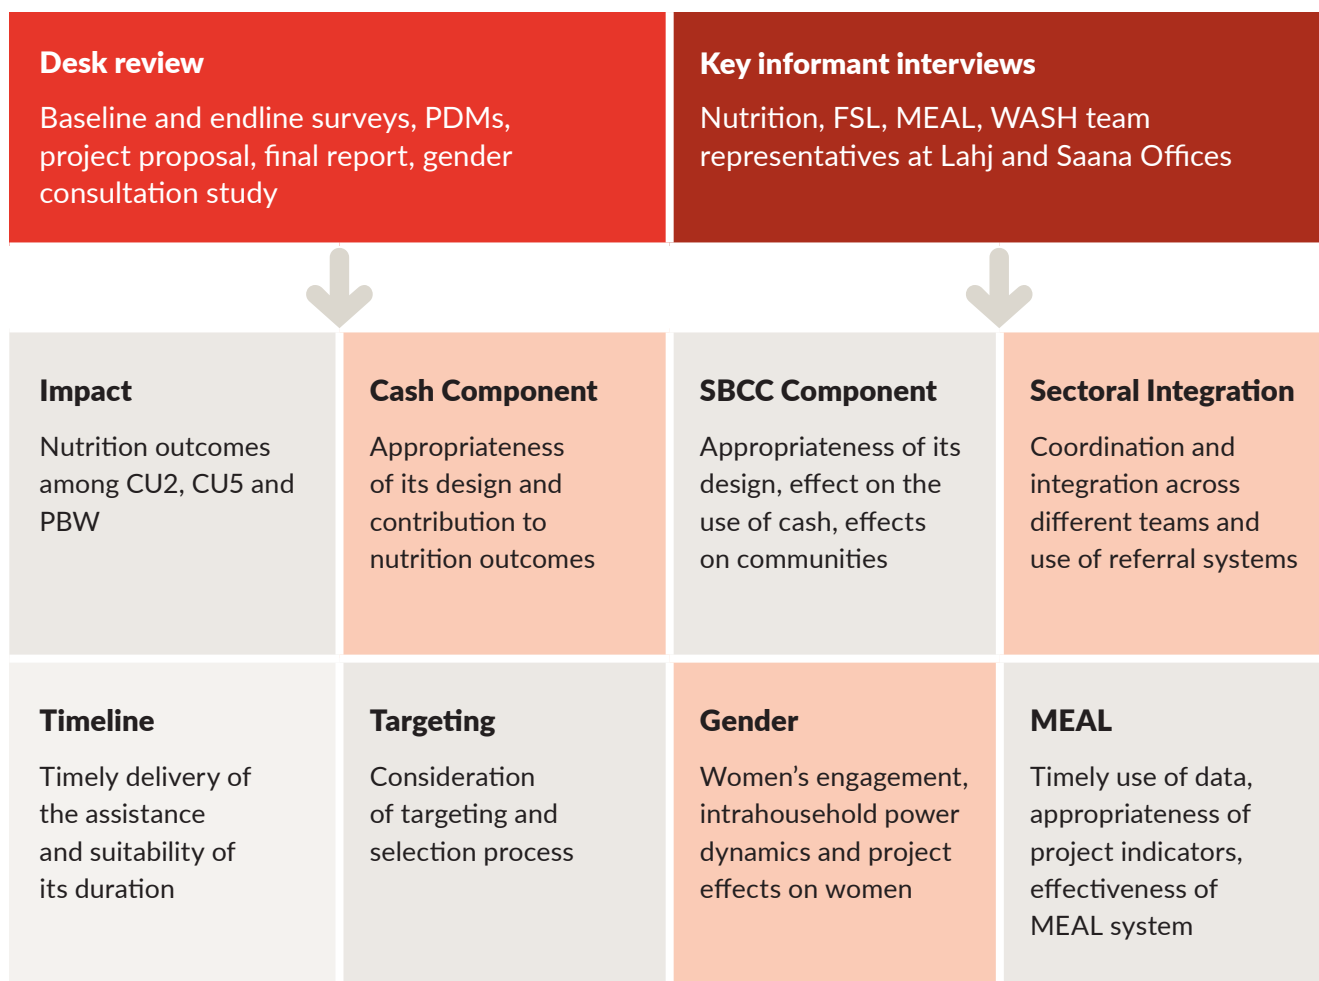 Desk review
Baseline and endline surveys, PDMs,
project proposal, final report, gender
consultation study
Key informant interviews
Nutrition, FSL, MEAL, WASH team
representatives at Lahj and Saana Offices
Impact
Nutrition outcomes
among CU2, CU5 and
PBW
Cash Component
Appropriateness
of its design and
contribution to
nutrition outcomes
SBCC Component
Appropriateness of its
design, effect on the
use of cash, effects
on communities
Sectoral Integration
Coordination and
integration across
different teams and
use of referral systems
Timeline
Timely delivery of
the assistance
and suitability of
its duration
Targeting
Consideration
of targeting and
selection process
Gender
Women’s engagement,
intrahousehold power
dynamics and project
effects on women
MEAL
Timely use of data,
appropriateness of
project indicators,
effectiveness of
MEAL system